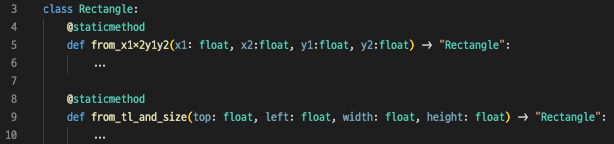 3 class Rectangle:
4 @staticmethod
5 def from_x1×2y1y2(x1: float, x2:float, y1:float, y2:float) → "Rectangle":
6 ...
7
8 @staticmethod
9 def from_tl_and_size(top: float, left: float, width: float, height: float) → "Rectangle":
10 ...